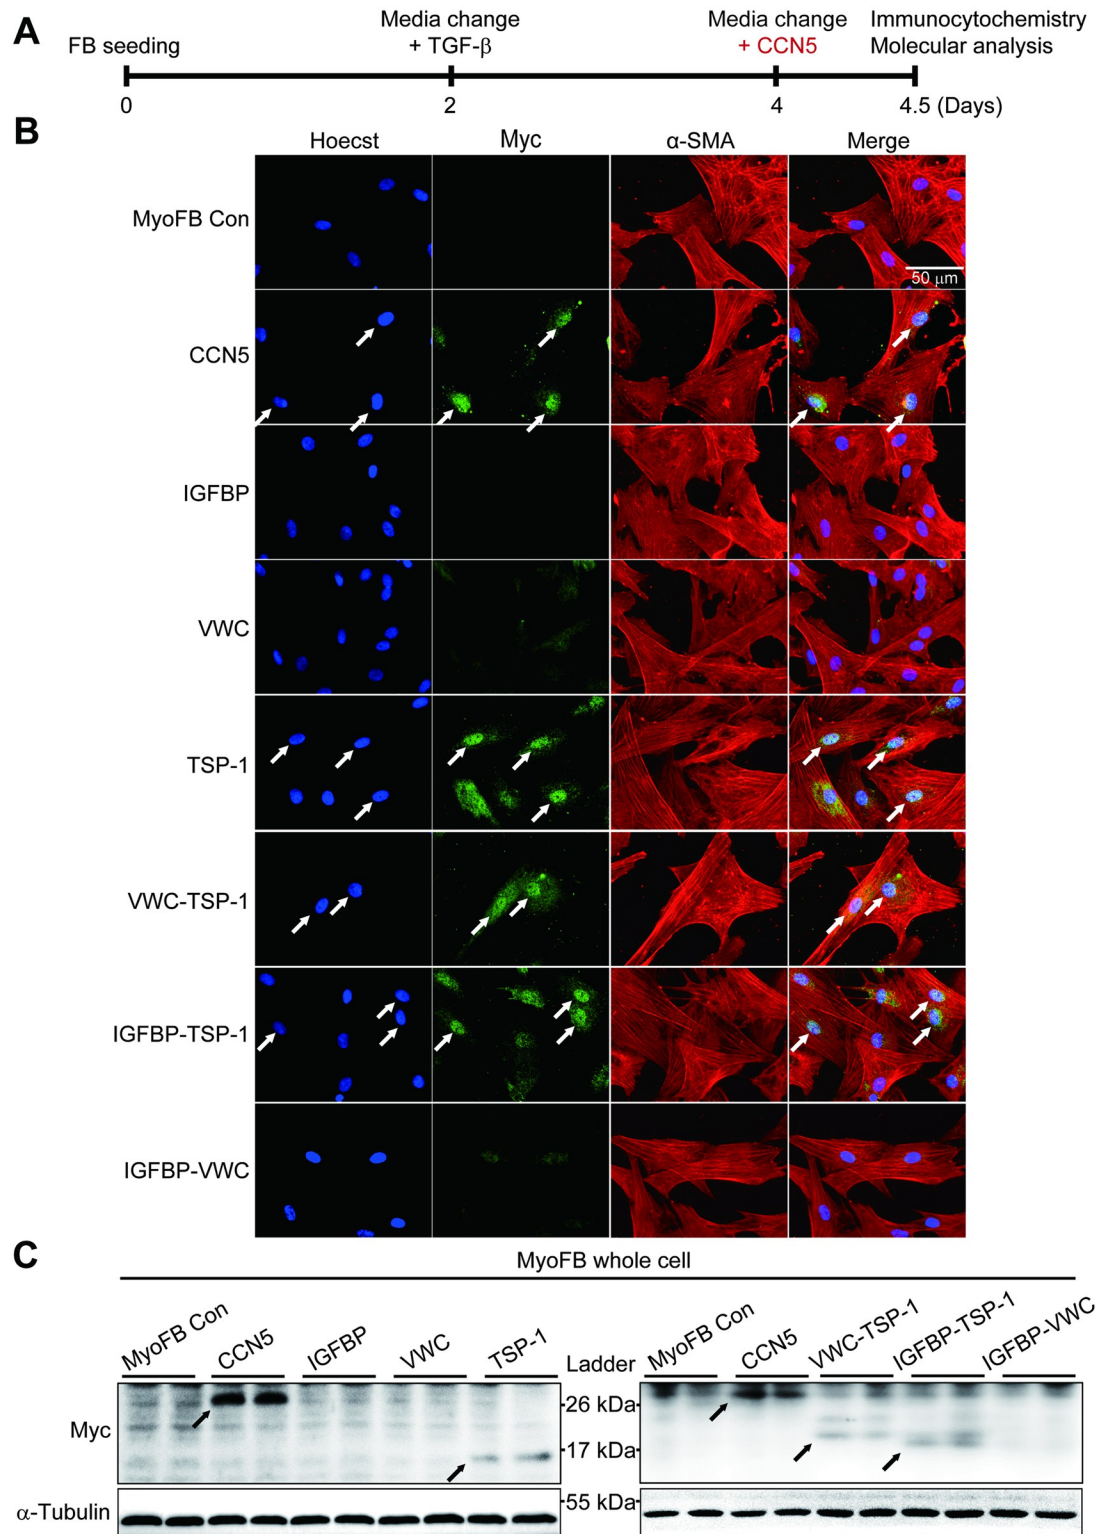 A
FB seeding
Media change
+ TGF-β
Media change
+ CCN5
Immunocytochemistry
Molecular analysis
0
2
4
4.5 (Days)
B
Hoecst
Myc
α-SMA
Merge
MyoFB Con
50 μm
CCN5
IGFBP
VWC
TSP-1
VWC-TSP-1
IGFBP-TSP-1
IGFBP-VWC
C
MyoFB whole cell
MyoFB Con
CCN5
IGFBP
VWC
TSP-1
Ladder
MyoFB Con
CCN5
VWC-TSP-1
IGFBP-TSP-1
IGFBP-VWC
Myc
26 kDa
17 kDa
α-Tubulin
55 kDa